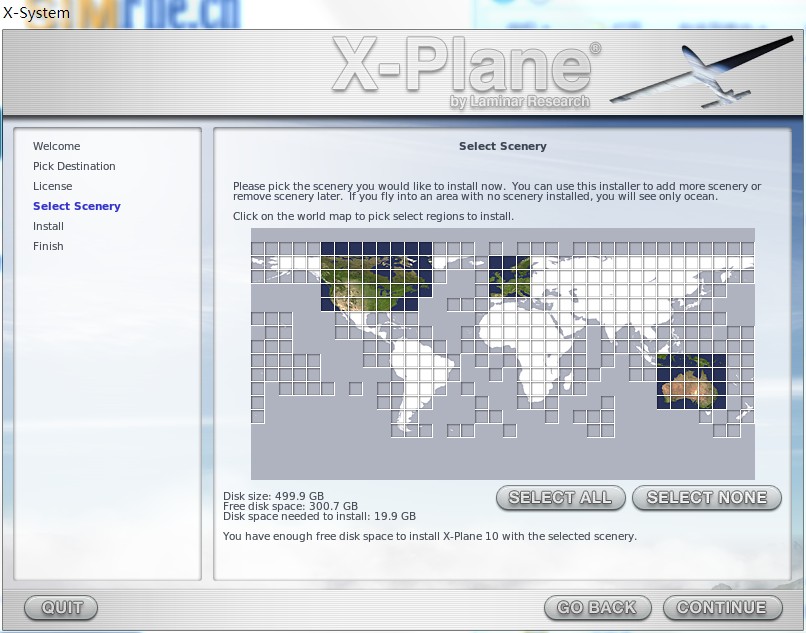 X-System
X-Plane®
by Laminar Research
Welcome
Pick Destination
License
Select Scenery
Install
Finish
Select Scenery
Please pick the scenery you would like to install now. You can use this installer to add more scenery or
remove scenery later. If you fly into an area with no scenery installed, you will see only ocean.
Click on the world map to pick select regions to install.
Disk size: 499.9 GB
Free disk space: 300.7 GB
Disk space needed to install: 19.9 GB
SELECT ALL
SELECT NONE
You have enough free disk space to install X-Plane 10 with the selected scenery.
QUIT
GO BACK
CONTINUE